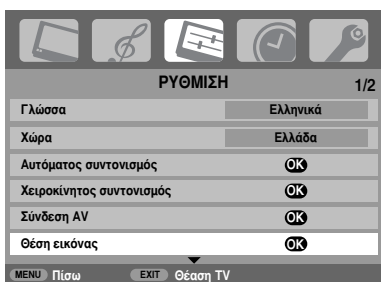 ΡΥΘΜΙΣΗ 1/2
Γλώσσα Ελληνικά
Χώρα Ελλάδα
Αυτόματος συντονισμός OK
Χειροκίνητος συντονισμός OK
Σύνδεση AV OK
Θέση εικόνας OK
MENU Πίσω EXIT Θέαση TV